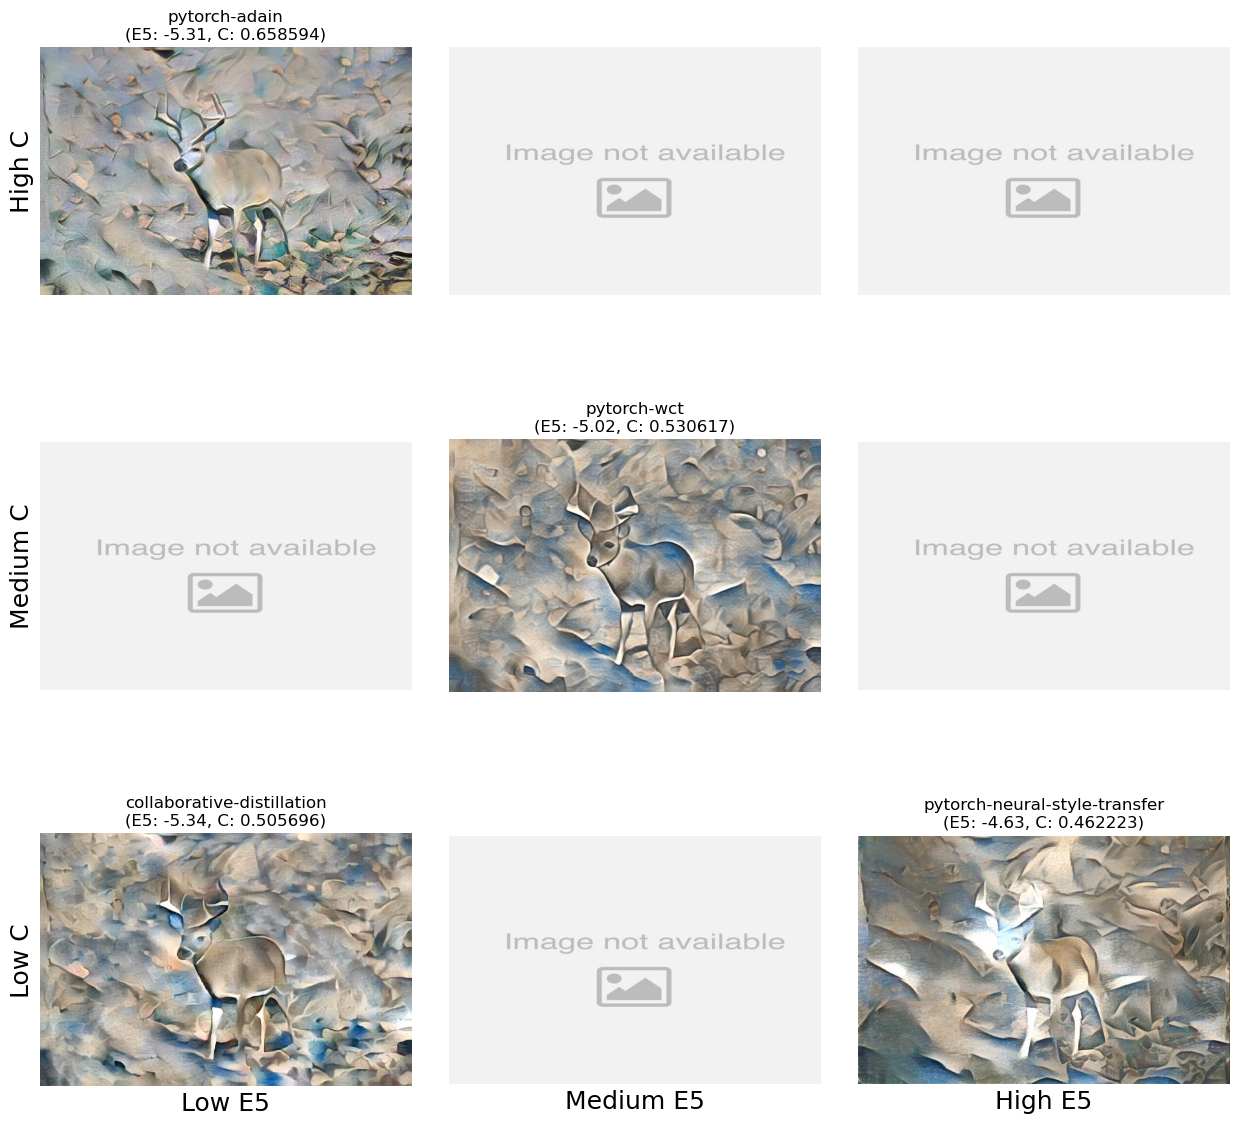 pytorch-adain
(E5: -5.31, C: 0.658594)
High C
Image not available
Image not available
pytorch-wct
(E5: -5.02, C: 0.530617)
Medium C
Image not available
Image not available
collaborative-distillation
(E5: -5.34, C: 0.505696)
pytorch-neural-style-transfer
(E5: -4.63, C: 0.462223)
Low C
Image not available
Low E5
Medium E5
High E5